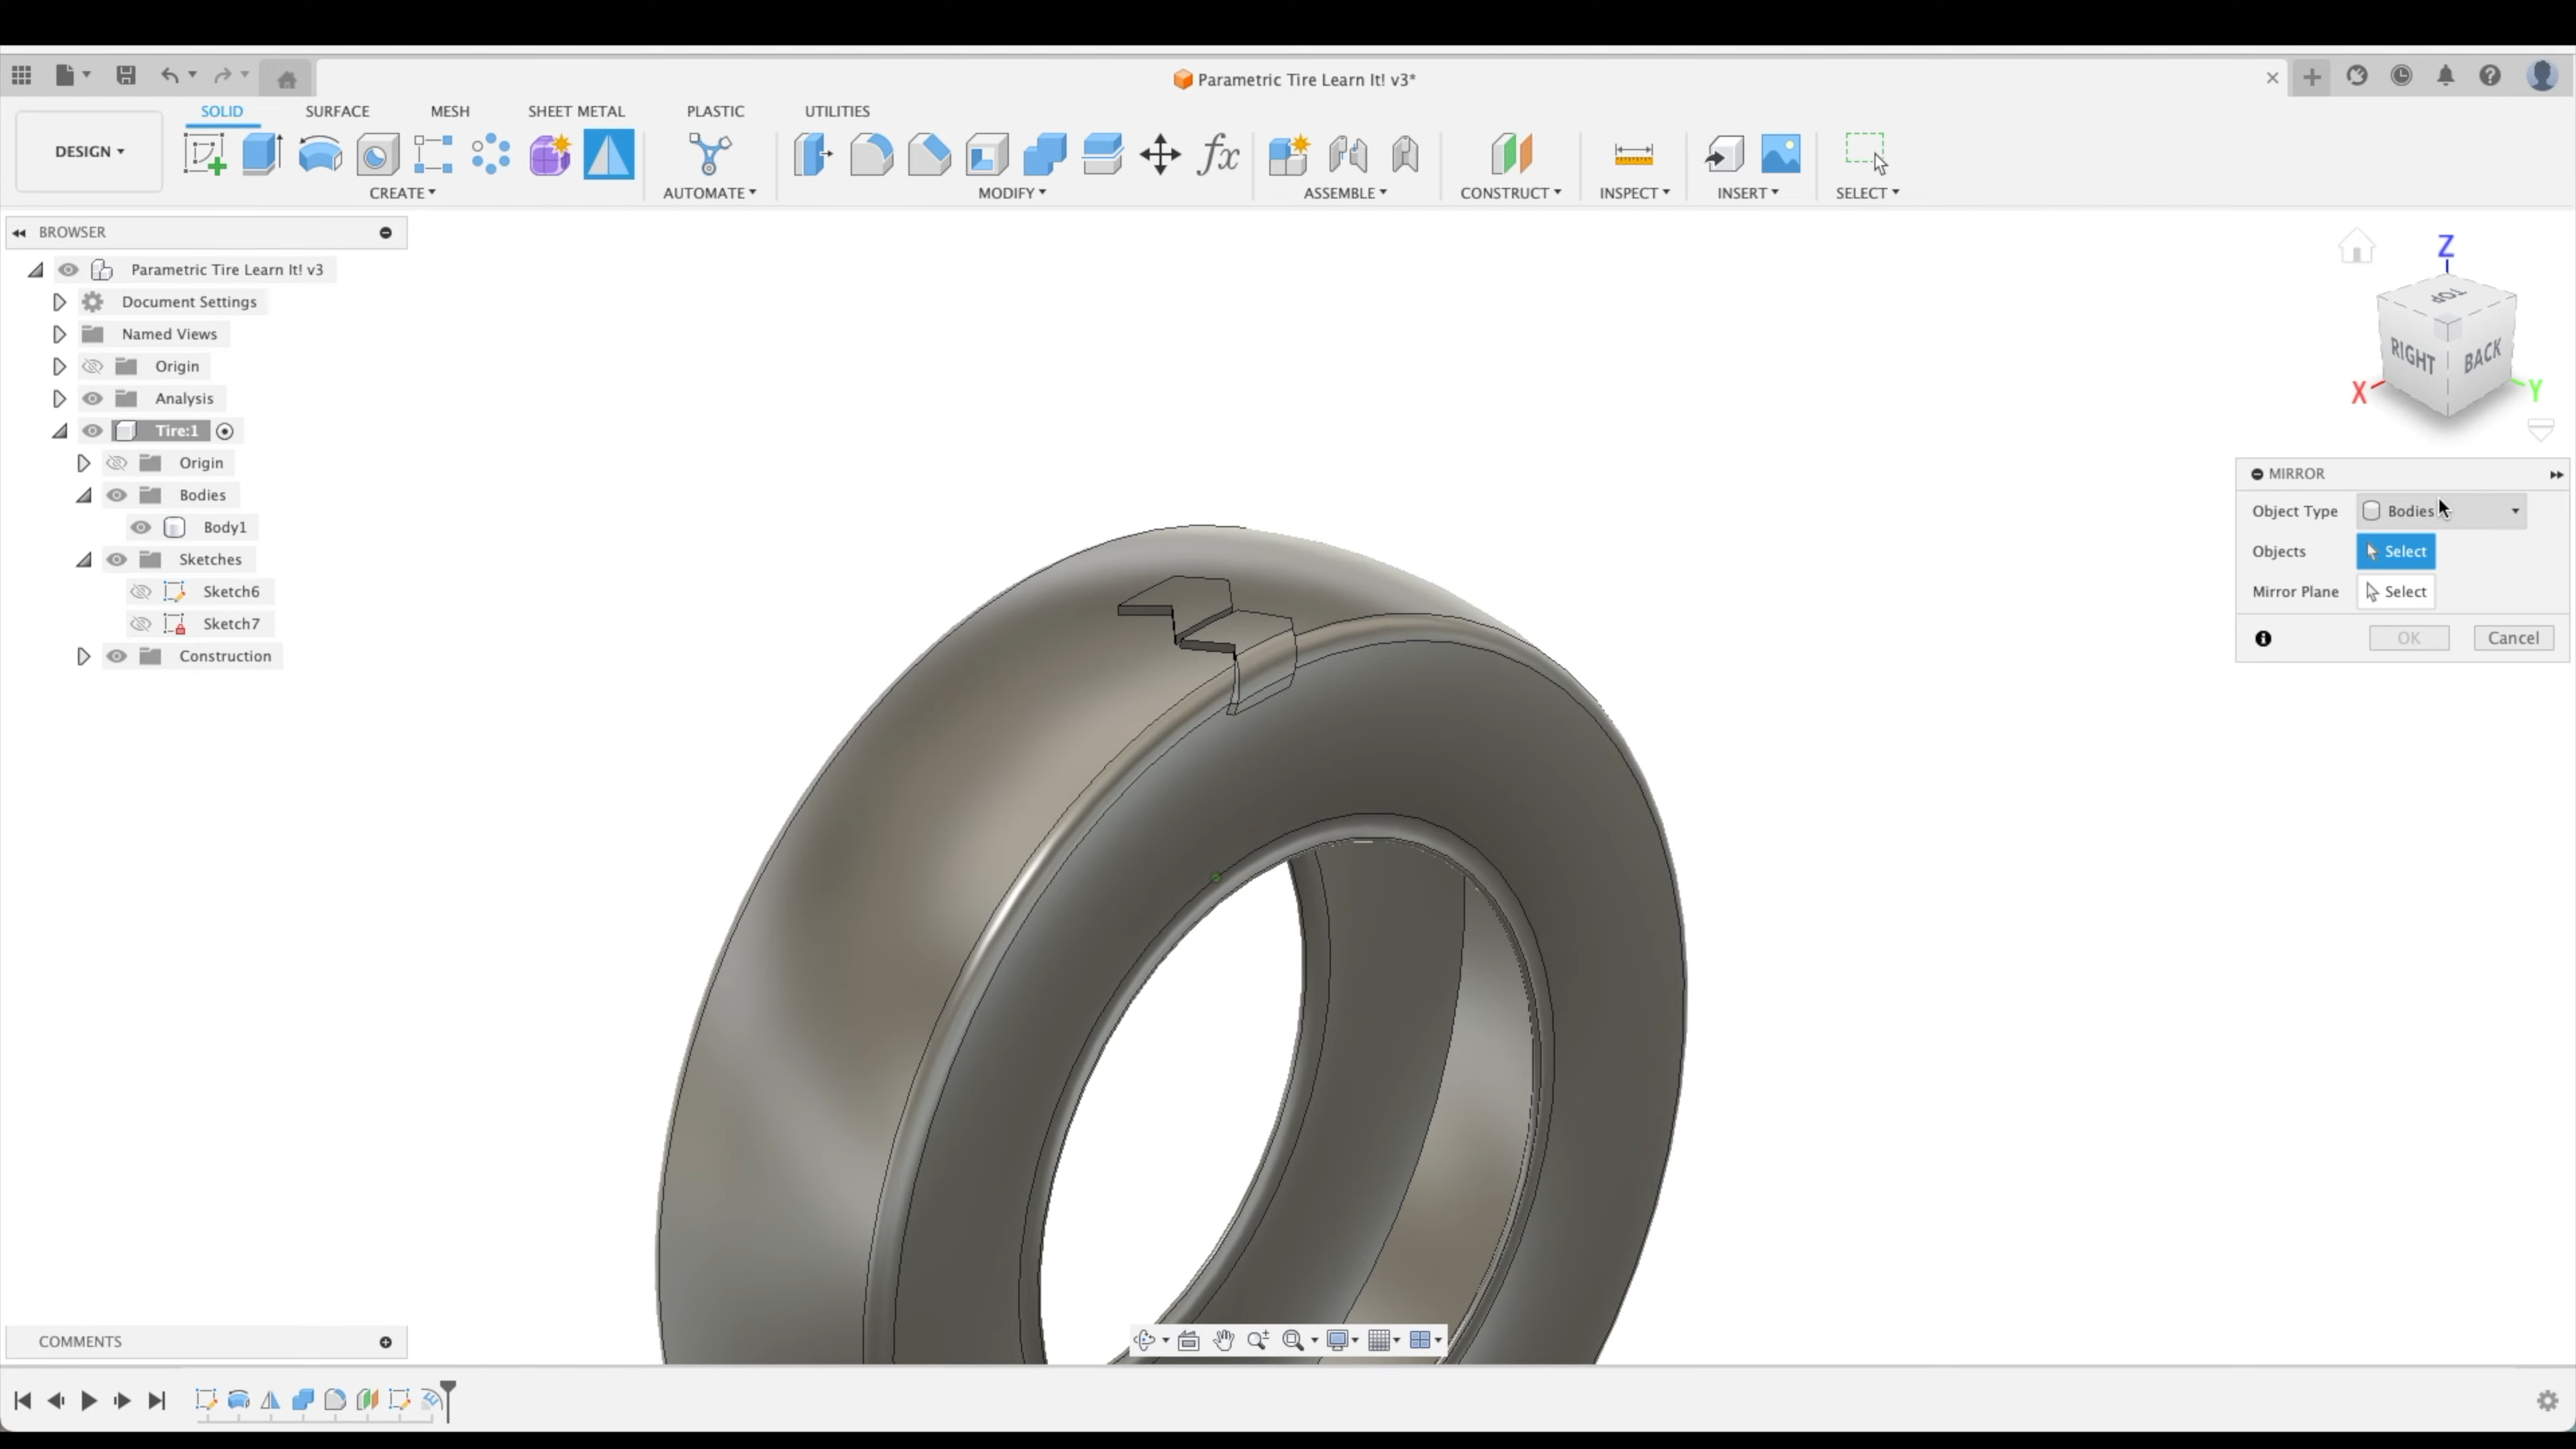 Parametric Tire Learn It! v3*
SOLID SURFACE MESH SHEET METAL PLASTIC UTILITIES
DESIGN
CREATE AUTOMATE MODIFY ASSEMBLE CONSTRUCT INSPECT INSERT SELECT
fx
BROWSER
Parametric Tire Learn It! v3
Document Settings
Named Views
Origin
Analysis
Tire:1
Origin
Bodies
Body1
Sketches
Sketch6
Sketch7
Construction
Z
TOP
RIGHT BACK
X Y
MIRROR
Object Type Bodies
Objects Select
Mirror Plane Select
OK Cancel
COMMENTS